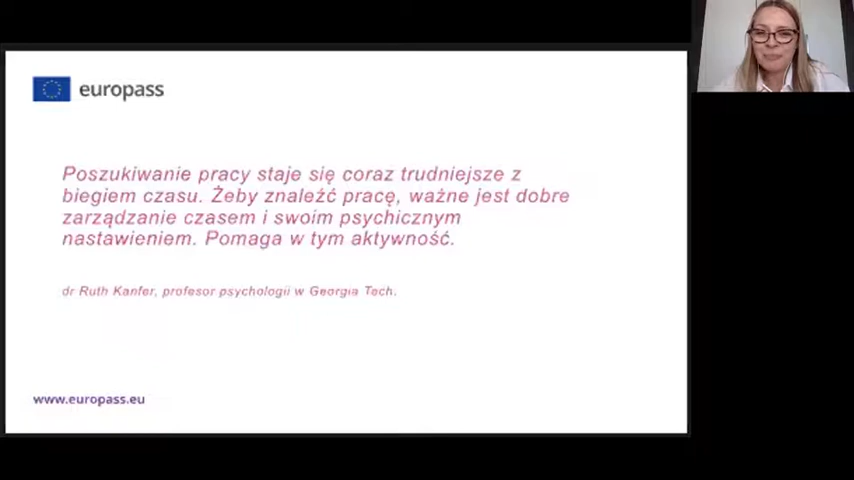 europass
Poszukiwanie pracy staje się coraz trudniejsze z
biegiem czasu. Żeby znaleźć pracę, ważne jest dobre
zarządzanie czasem i swoim psychicznym
nastawieniem. Pomaga w tym aktywność.
dr Ruth Kanfer, profesor psychologii w Georgia Tech.
www.europass.eu